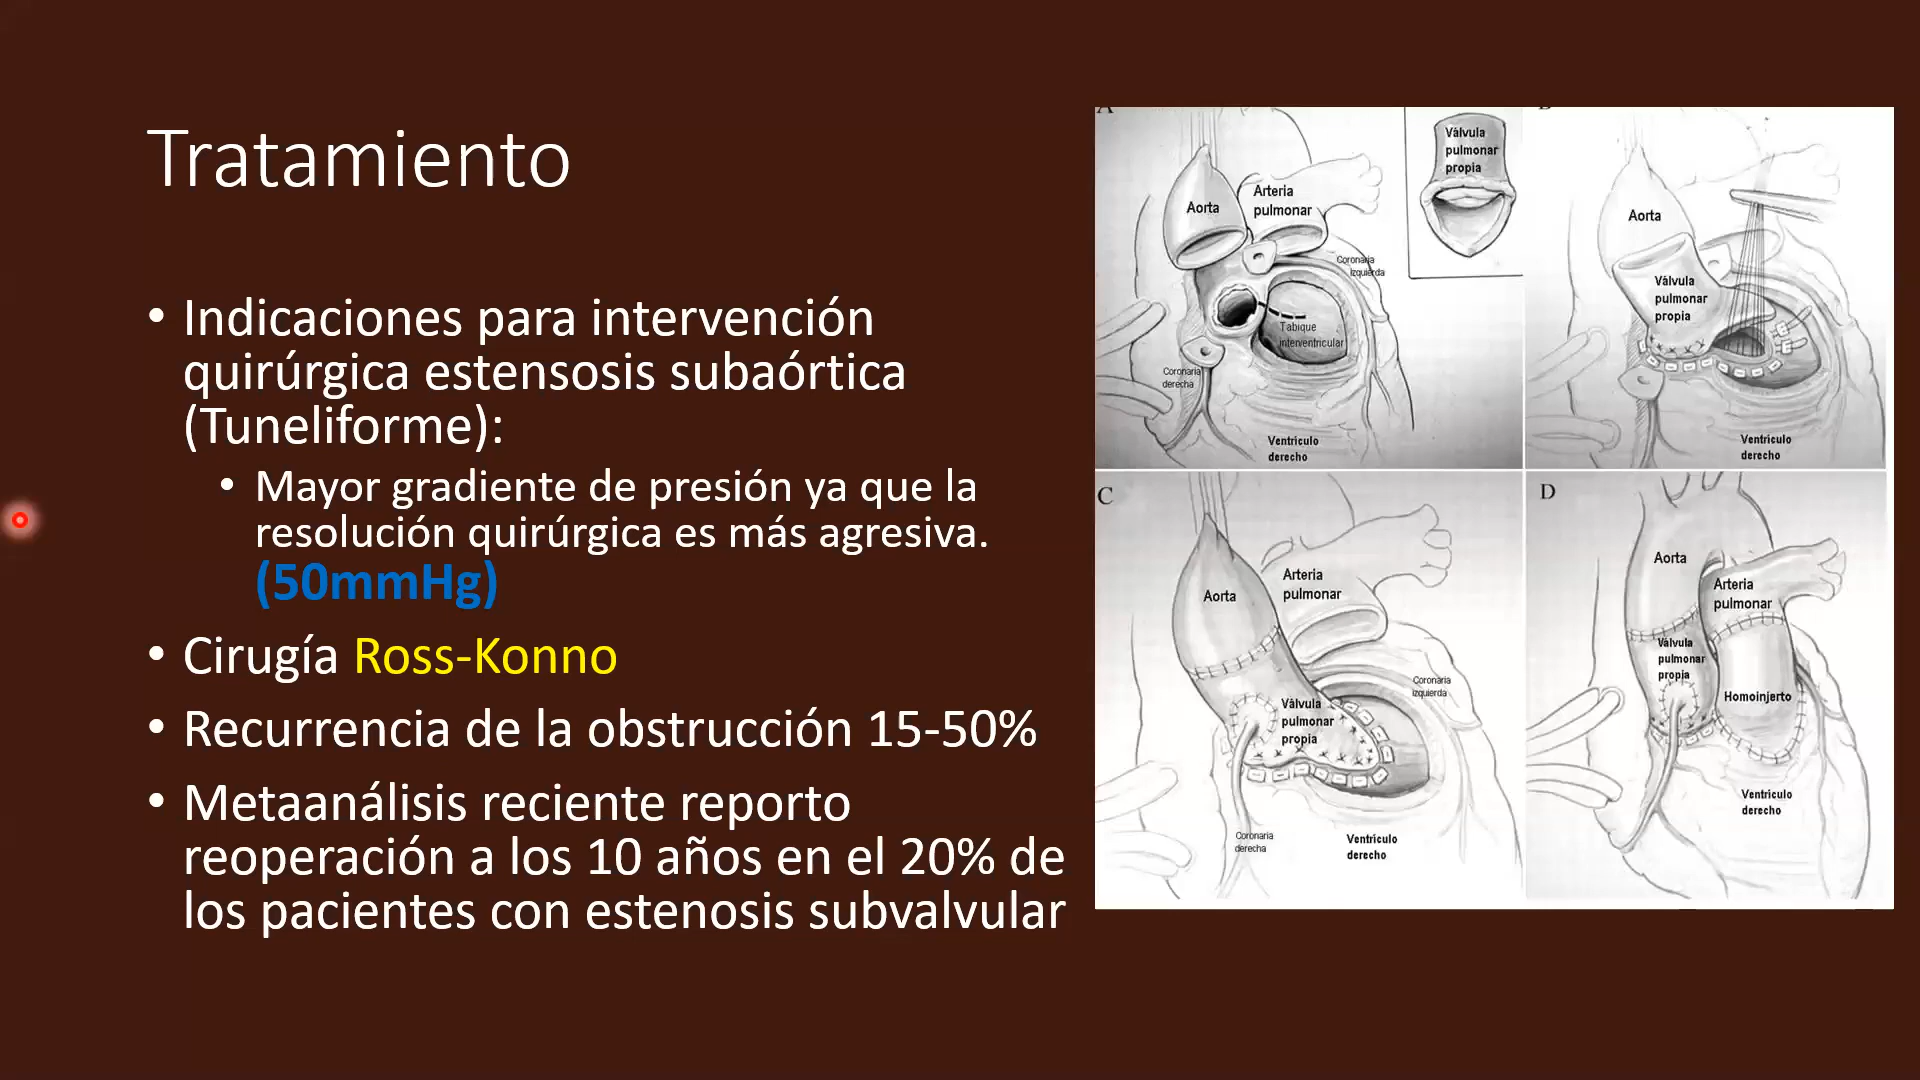 Tratamiento
• Indicaciones para intervención
quirúrgica estensosis subaórtica
(Tuneliforme):
• Mayor gradiente de presión ya que la
resolución quirúrgica es más agresiva.
(50mmHg)
• Cirugía Ross-Konno
• Recurrencia de la obstrucción 15-50%
• Metaanálisis reciente reporto
reoperación a los 10 años en el 20% de
los pacientes con estenosis subvalvular
A
Válvula
pulmonar
propia
Aorta
Arteria
pulmonar
Coronaria
Izquierda
Tabique
interventricular
Coronaria
derecha
Ventrículo
derecho
Aorta
Válvula
pulmonar
propia
Ventrículo
derecho
C
Aorta
Arteria
pulmonar
Coronaria
Izquierda
Válvula
pulmonar
propia
Coronaria
derecha
Ventrículo
derecho
D
Aorta
Arteria
pulmonar
Válvula
pulmonar
propia
Homoinjerto
Ventrículo
derecho